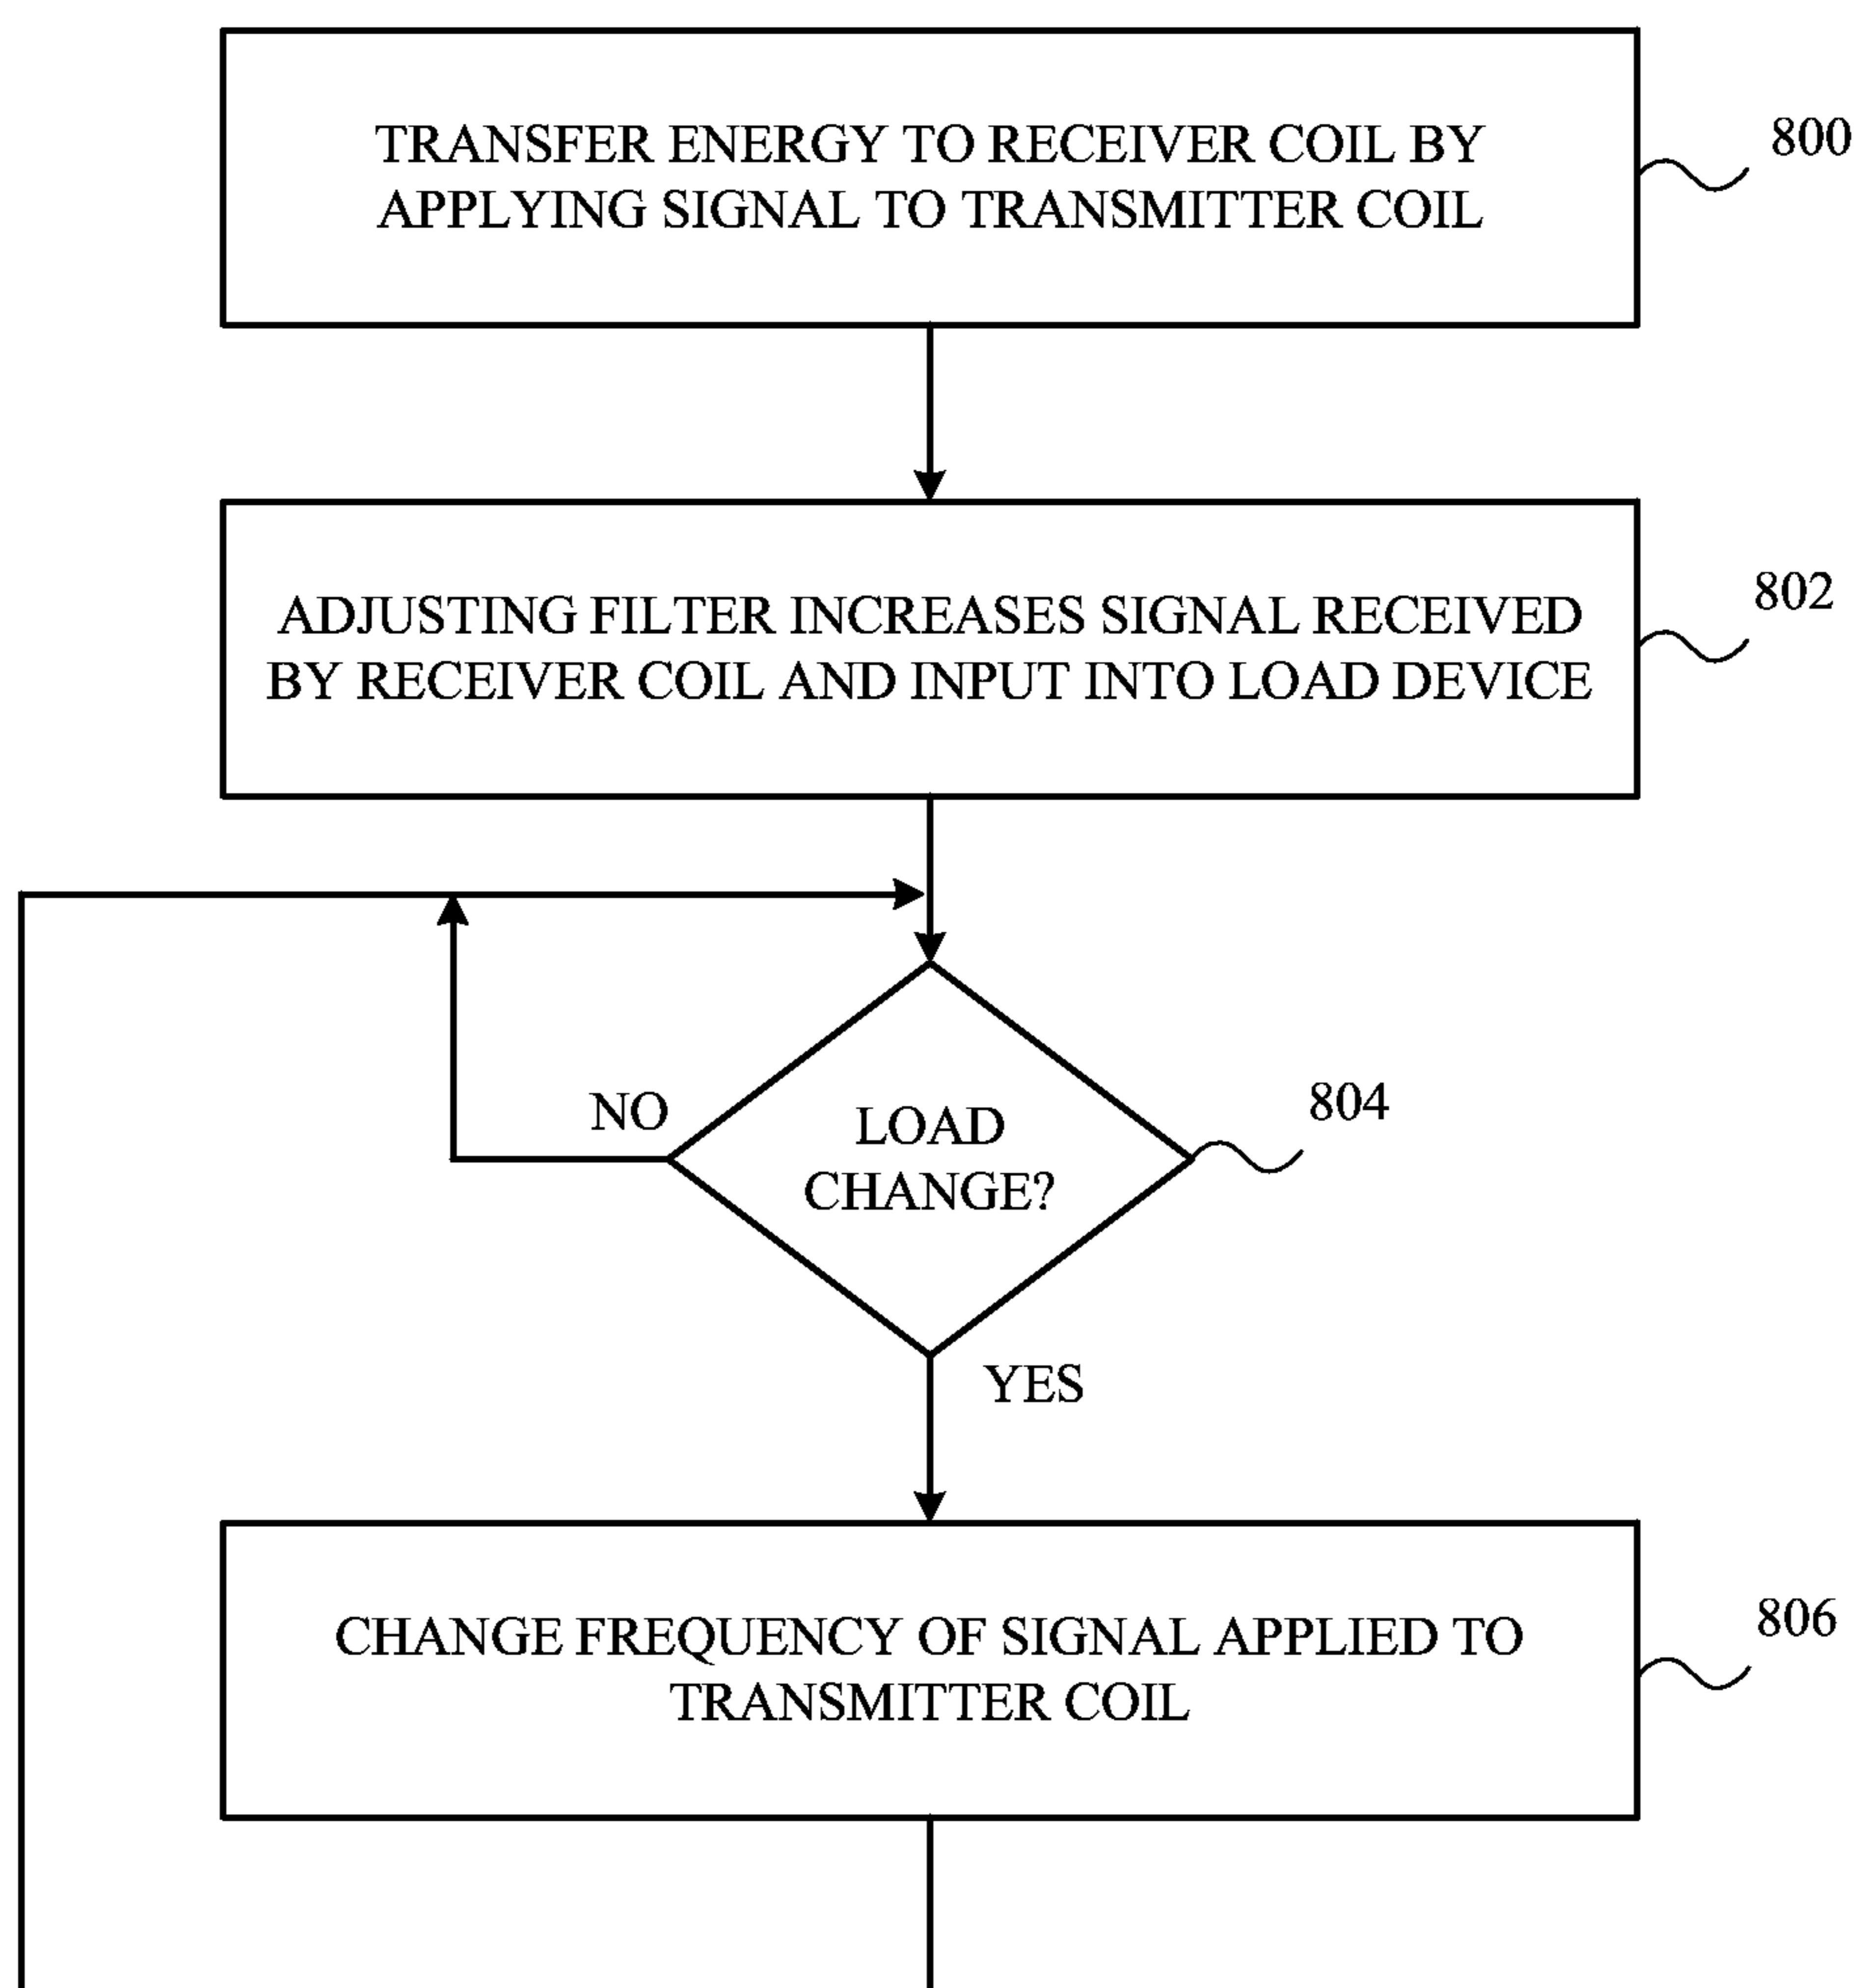 TRANSFER ENERGY TO RECEIVER COIL BY
APPLYING SIGNAL TO TRANSMITTER COIL
800
ADJUSTING FILTER INCREASES SIGNAL RECEIVED
BY RECEIVER COIL AND INPUT INTO LOAD DEVICE
802
NO
LOAD
CHANGE?
804
YES
CHANGE FREQUENCY OF SIGNAL APPLIED TO
TRANSMITTER COIL
806